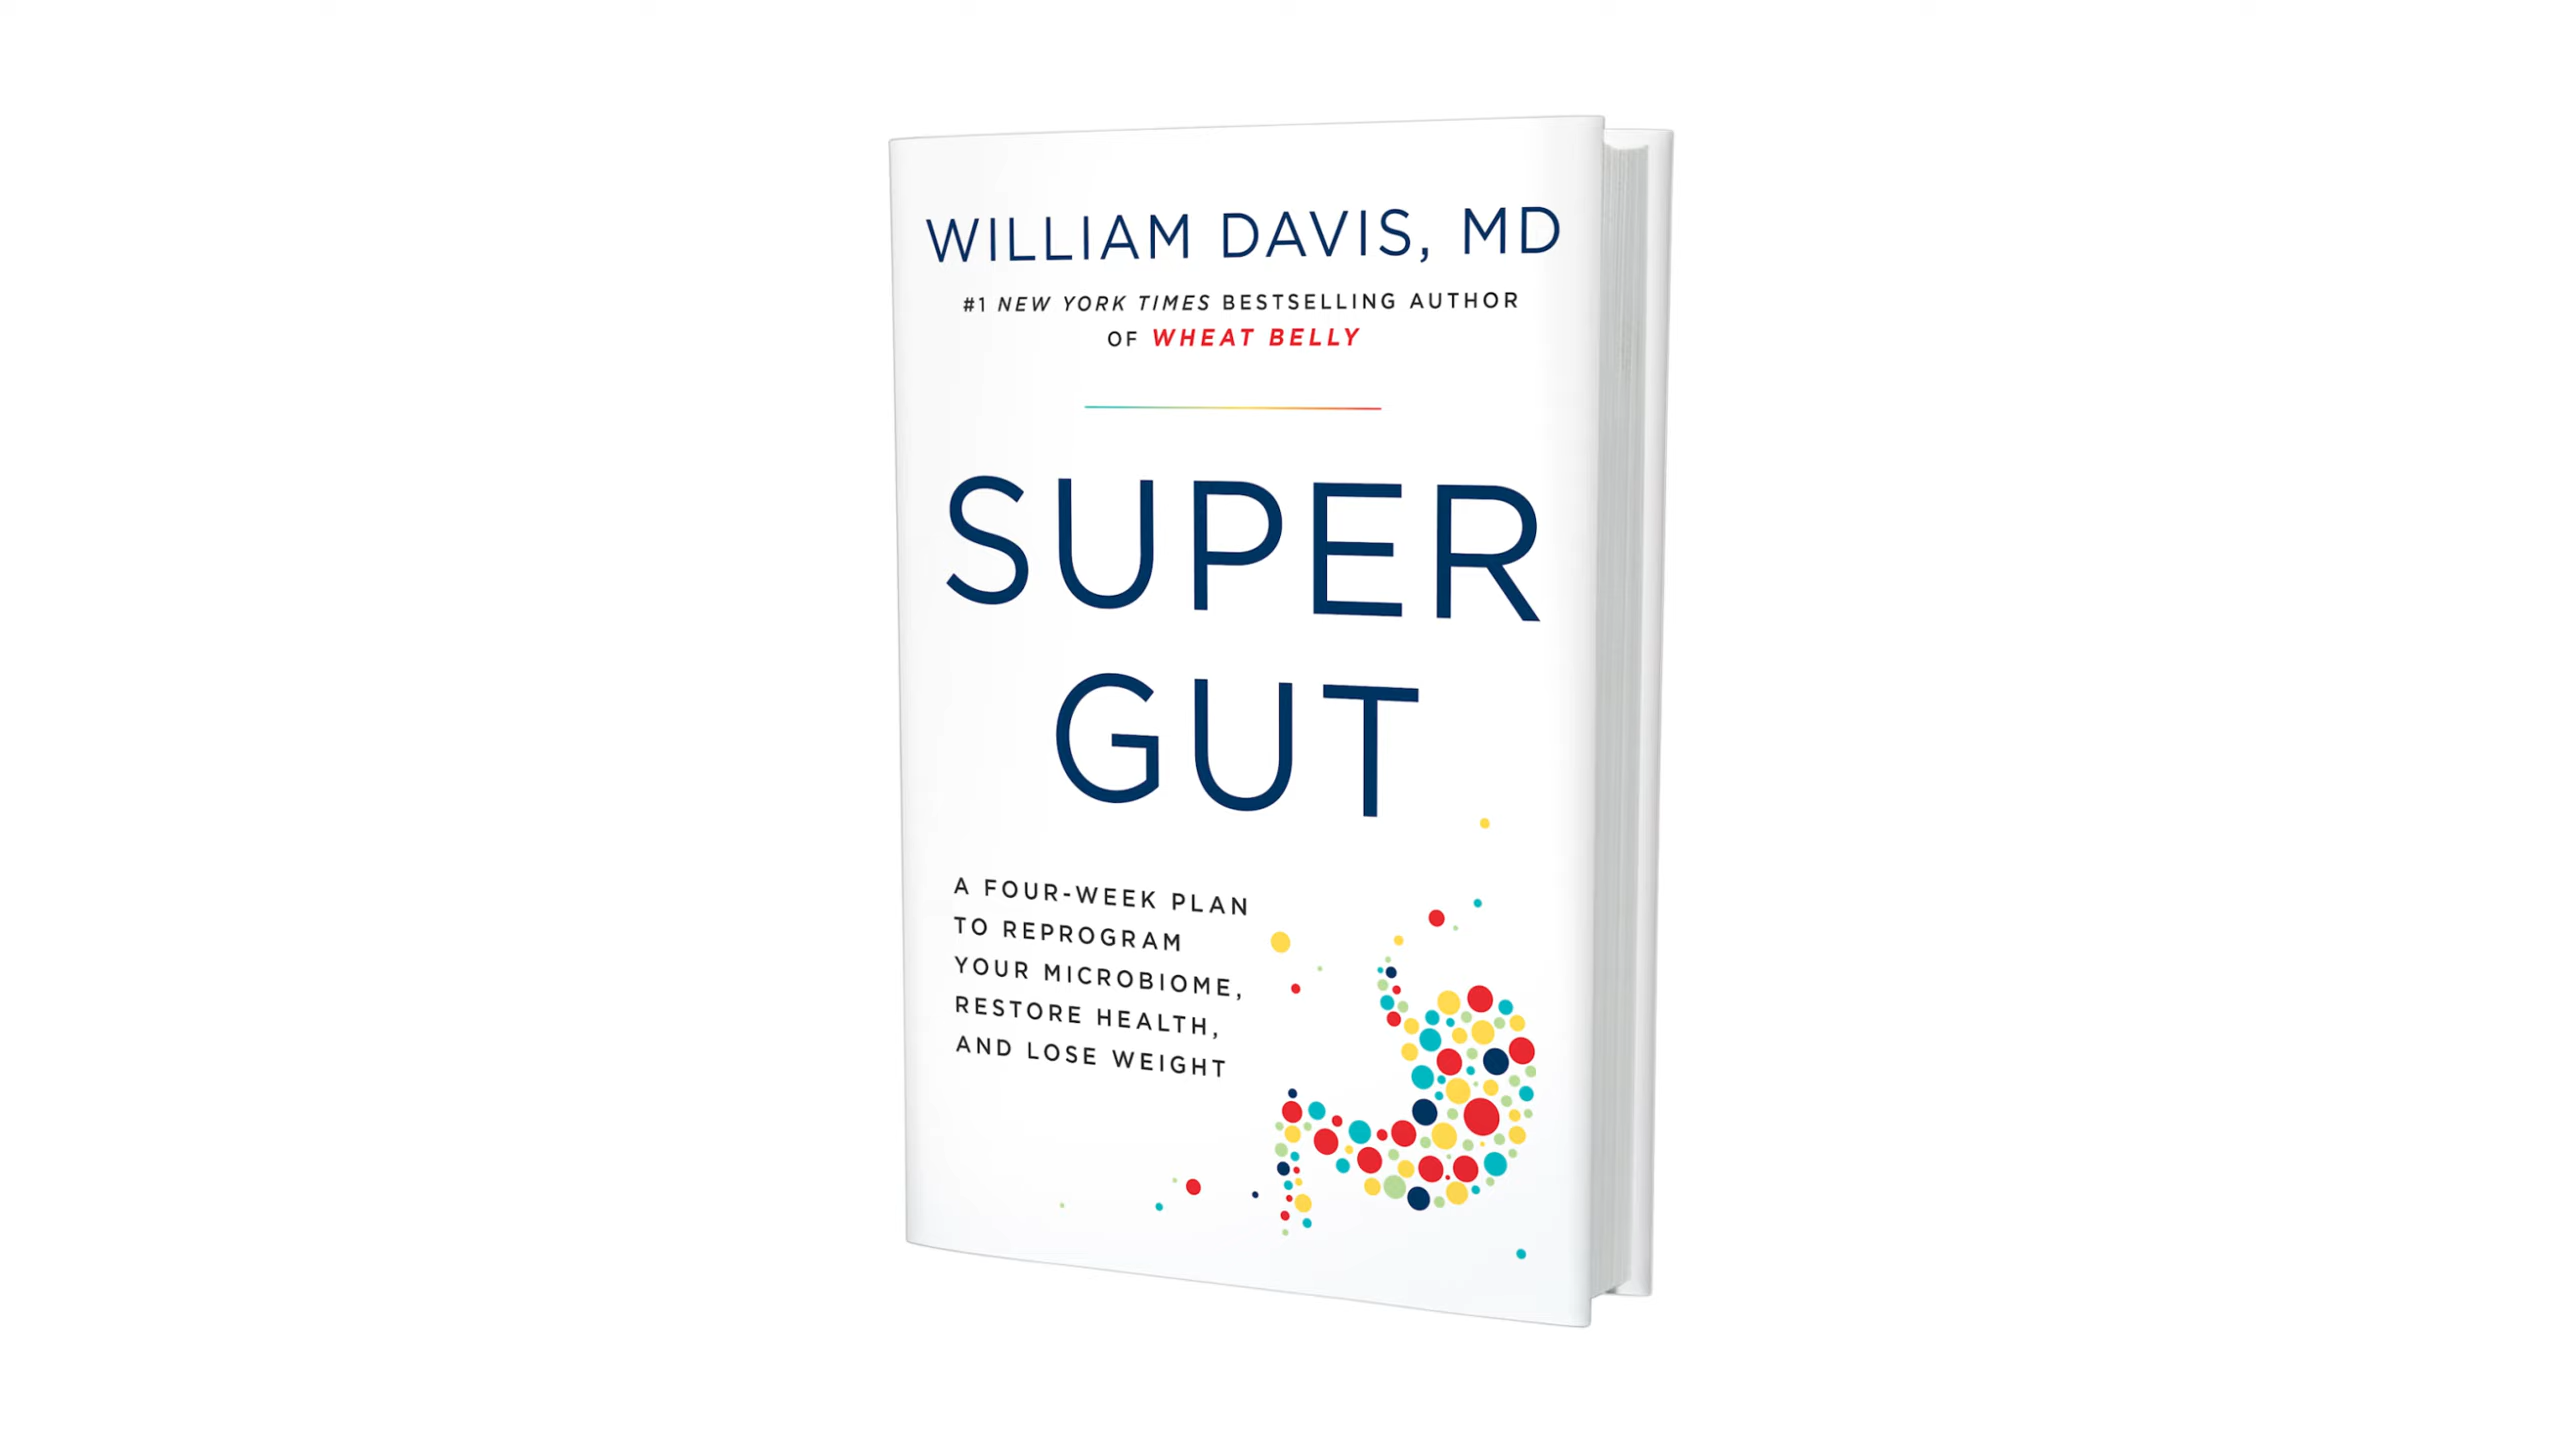 WILLIAM DAVIS, MD
#1 NEW YORK TIMES BESTSELLING AUTHOR
OF WHEAT BELLY
SUPER
GUT
A FOUR-WEEK PLAN
TO REPROGRAM
YOUR MICROBIOME,
RESTORE HEALTH,
AND LOSE WEIGHT